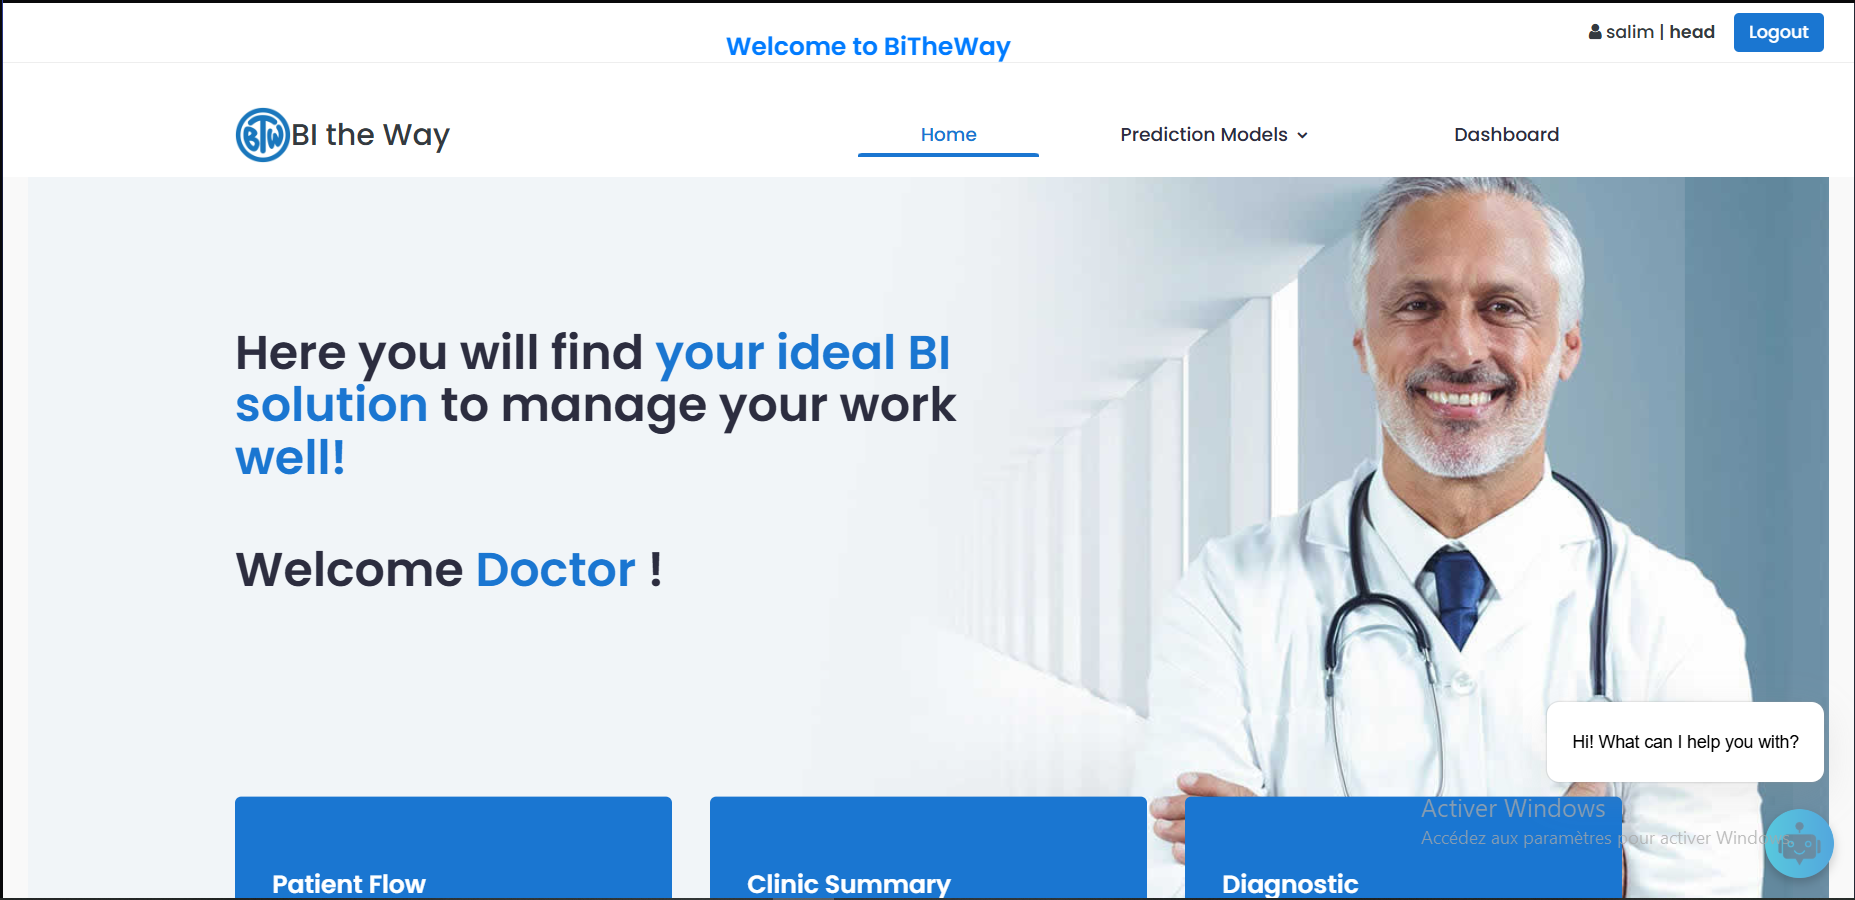 Welcome to BiTheWay
salim | head
Logout
BTW
BI the Way
Home
Prediction Models
Dashboard
Here you will find your ideal BI
solution to manage your work
well!
Welcome Doctor !
Hi! What can I help you with?
Activer Windows
Accédez aux paramètres pour activer Windows.
Patient Flow
Clinic Summary
Diagnostic